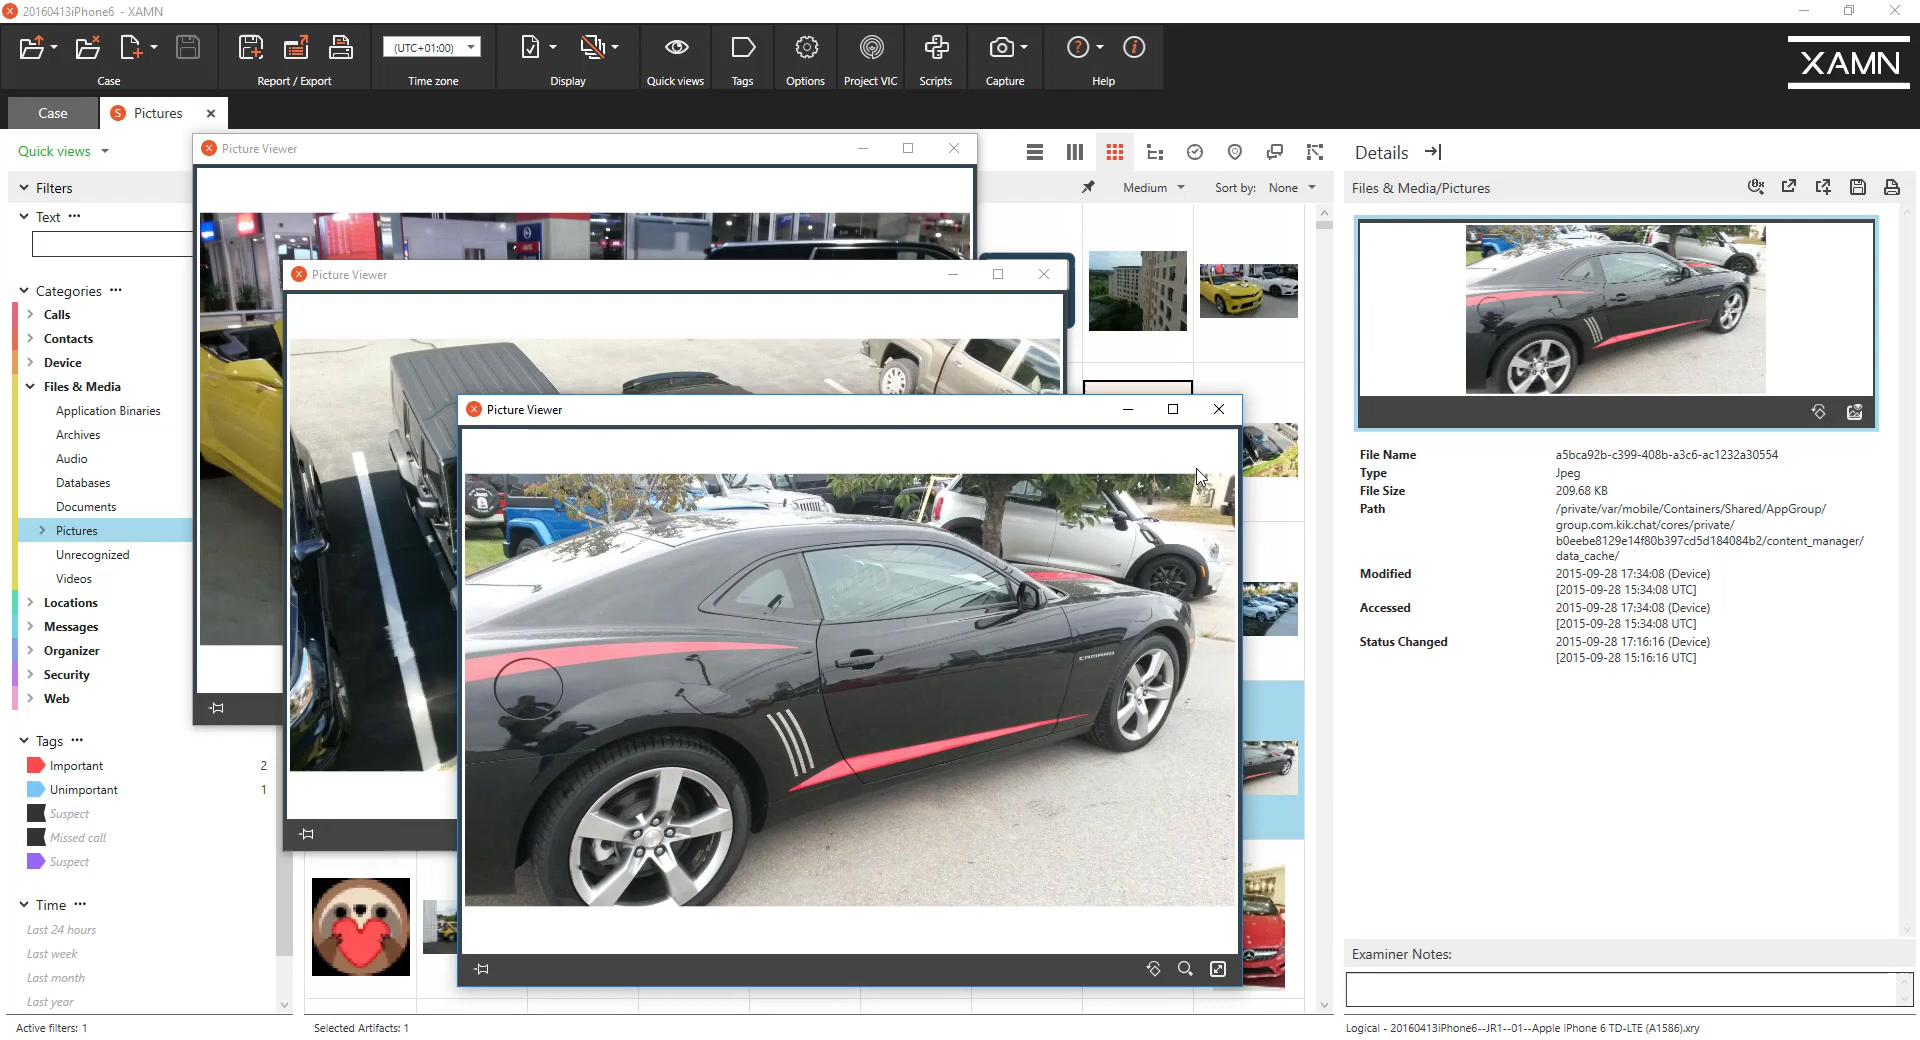 20160413iPhone6 - XAMN
Case
Report / Export
(UTC+01:00)
Time zone
Display
Quick views
Tags
Options
Project VIC
Scripts
Capture
Help
XAMN
Case
Pictures
Quick views
Filters
Text
Categories
Calls
Contacts
Device
Files & Media
Application Binaries
Archives
Audio
Databases
Documents
Pictures
Unrecognized
Videos
Locations
Messages
Organizer
Security
Web
Tags
Important 2
Unimportant 1
Suspect
Missed call
Suspect
Time
Last 24 hours
Last week
Last month
Last year
Active filters: 1
Picture Viewer
Picture Viewer
Picture Viewer
CAMARO
Medium
Sort by: None
Selected Artifacts: 1
Details
Files & Media/Pictures
File Name a5bca92b-c399-408b-a3c6-ac1232a30554
Type Jpeg
File Size 209.68 KB
Path /private/var/mobile/Containers/Shared/AppGroup/
group.com.kik.chat/cores/private/
b0eebe8129e14f80b397cd5d184084b2/content_manager/
data_cache/
Modified 2015-09-28 17:34:08 (Device)
[2015-09-28 15:34:08 UTC]
Accessed 2015-09-28 17:34:08 (Device)
[2015-09-28 15:34:08 UTC]
Status Changed 2015-09-28 17:16:16 (Device)
[2015-09-28 15:16:16 UTC]
Examiner Notes:
Logical - 20160413iPhone6--JR1--01--Apple iPhone 6 TD-LTE (A1586).xry